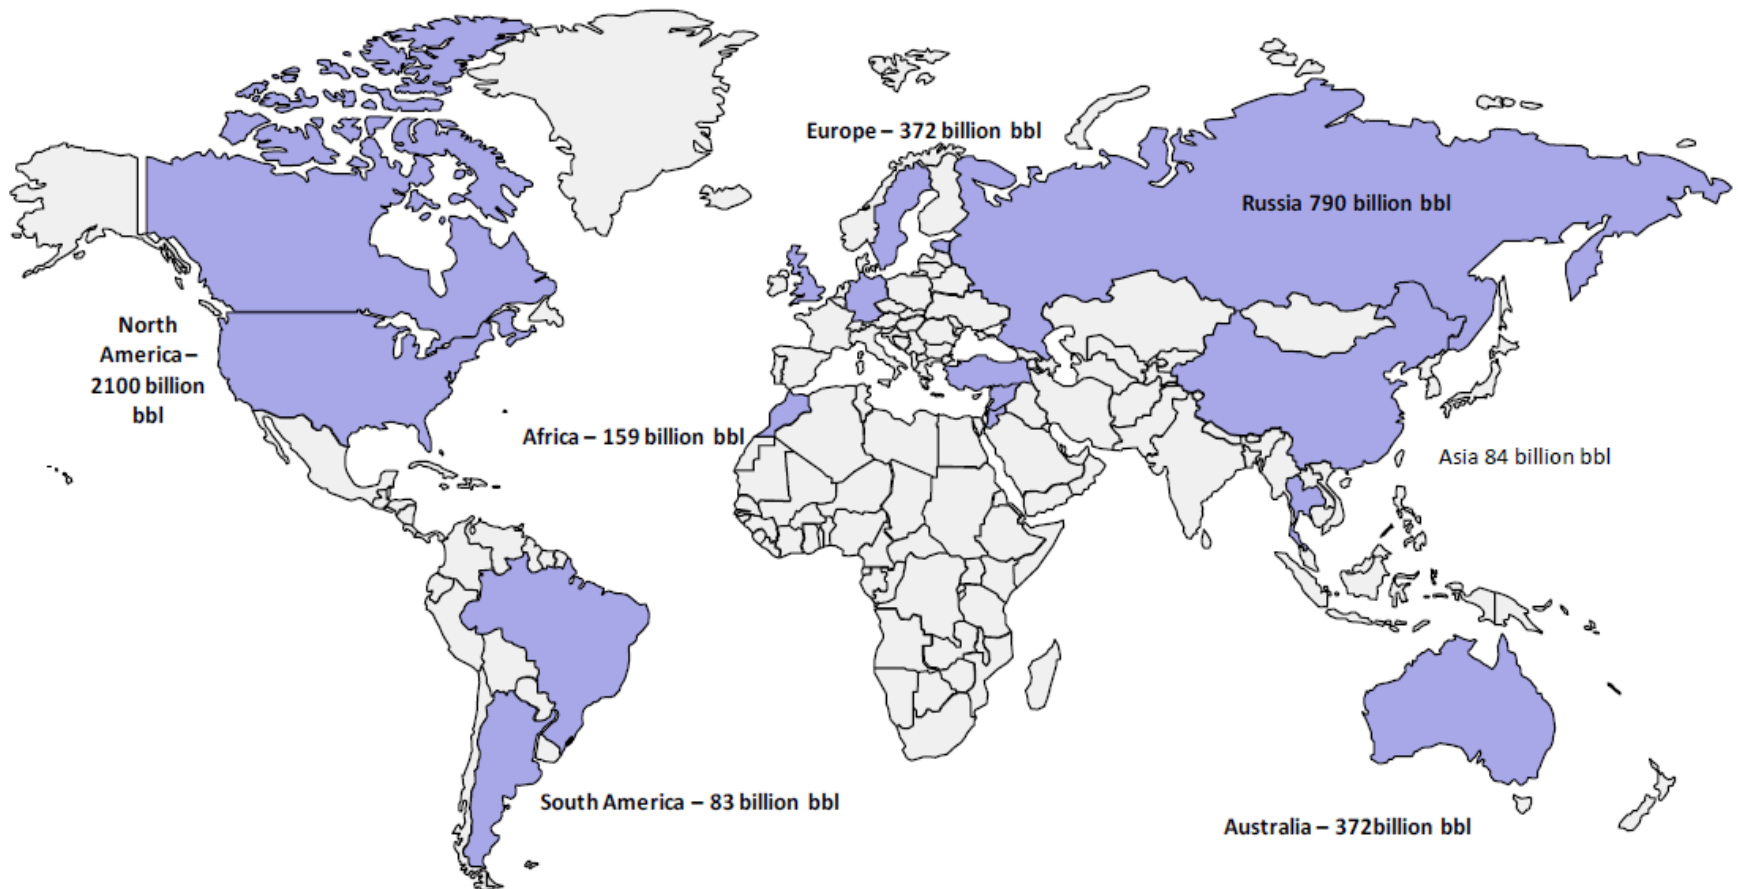 Europe – 372 billion bbl
Russia 790 billion bbl
North
America –
2100 billion
bbl
Africa – 159 billion bbl
Asia 84 billion bbl
South America – 83 billion bbl
Australia – 372billion bbl